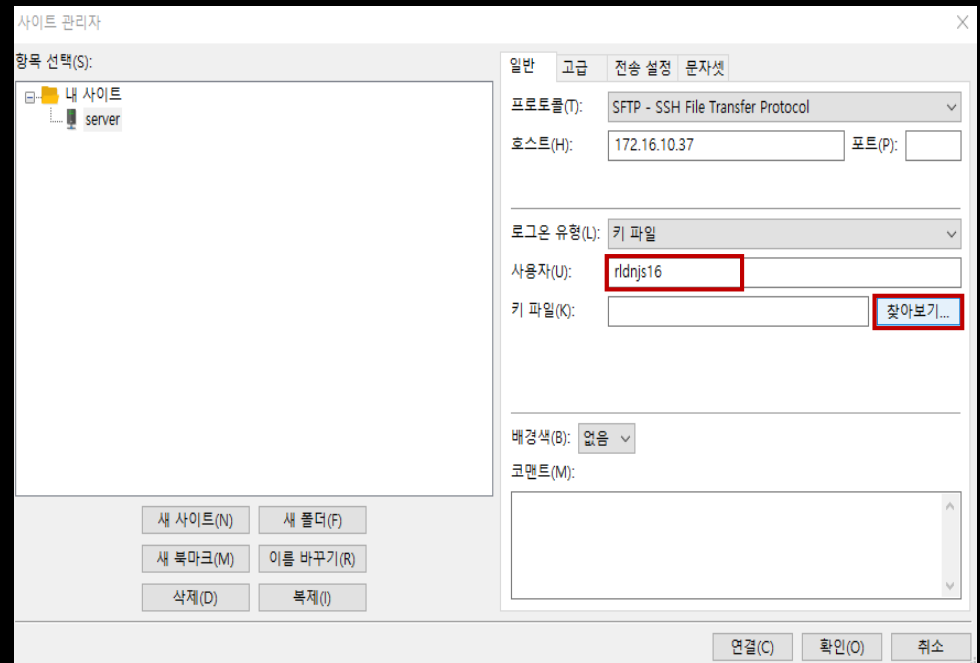 사이트 관리자
항목 선택(S):
내 사이트
server
새 사이트(N) 새 폴더(F)
새 북마크(M) 이름 바꾸기(R)
삭제(D) 복제(I)
일반 고급 전송 설정 문자셋
프로토콜(T): SFTP - SSH File Transfer Protocol
호스트(H): 172.16.10.37 포트(P):
로그온 유형(L): 키 파일
사용자(U): rldnjs16
키 파일(K): 찾아보기...
배경색(B): 없음
코맨트(M):
연결(C) 확인(O) 취소